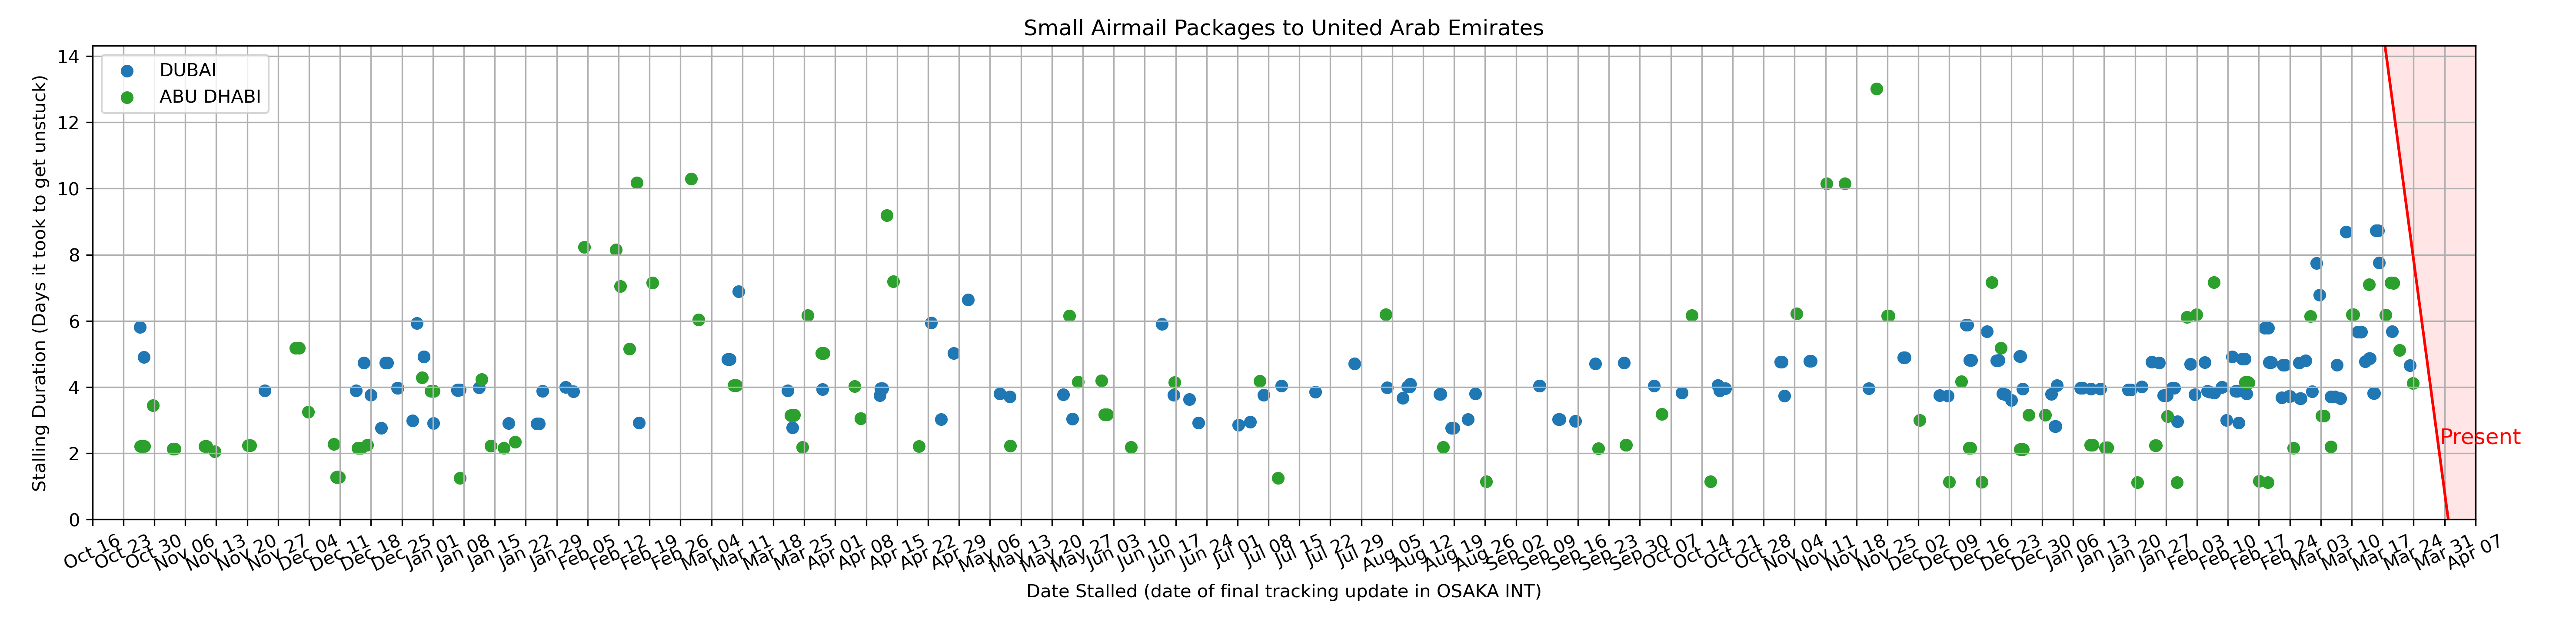 Small Airmail Packages to United Arab Emirates
DUBAI
ABU DHABI
Stalling Duration (Days it took to get unstuck)
14
12
10
8
6
4
2
0
Present
Oct 16
Oct 23
Oct 30
Nov 06
Nov 13
Nov 20
Nov 27
Dec 04
Dec 11
Dec 18
Dec 25
Jan 01
Jan 08
Jan 15
Jan 22
Jan 29
Feb 05
Feb 12
Feb 19
Feb 26
Mar 04
Mar 11
Mar 18
Mar 25
Apr 01
Apr 08
Apr 15
Apr 22
Apr 29
May 06
May 13
May 20
May 27
Jun 03
Jun 10
Jun 17
Jun 24
Jul 01
Jul 08
Jul 15
Jul 22
Jul 29
Aug 05
Aug 12
Aug 19
Aug 26
Sep 02
Sep 09
Sep 16
Sep 23
Sep 30
Oct 07
Oct 14
Oct 21
Oct 28
Nov 04
Nov 11
Nov 18
Nov 25
Dec 02
Dec 09
Dec 16
Dec 23
Dec 30
Jan 06
Jan 13
Jan 20
Jan 27
Feb 03
Feb 10
Feb 17
Feb 24
Mar 03
Mar 10
Mar 17
Mar 24
Mar 31
Apr 07
Date Stalled (date of final tracking update in OSAKA INT)